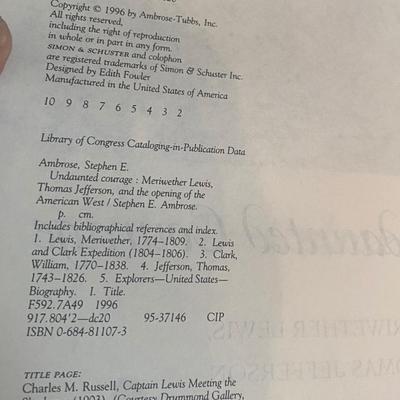 Copyright © 1996 by Ambrose-Tubbs, Inc.
All rights reserved,
including the right of reproduction
in whole or in part in any form.
SIMON & SCHUSTER and colophon
are registered trademarks of Simon & Schuster Inc.
Designed by Edith Fowler
Manufactured in the United States of America
10 9 8 7 6 5 4 3 2
Library of Congress Cataloging-in-Publication Data
Ambrose, Stephen E.
Undaunted courage : Meriwether Lewis,
Thomas Jefferson, and the opening of the
American West / Stephen E. Ambrose.
p. cm.
Includes bibliographical references and index.
1. Lewis, Meriwether, 1774–1809. 2. Lewis
and Clark Expedition (1804–1806). 3. Clark,
William, 1770–1838. 4. Jefferson, Thomas,
1743–1826. 5. Explorers—United States—
Biography. I. Title.
F592.7A49 1996
917.804'2—dc20 95-37146 CIP
ISBN 0-684-81107-3
TITLE PAGE:
Charles M. Russell, Captain Lewis Meeting the
(1903). (Courtesy Drummond Gallery,